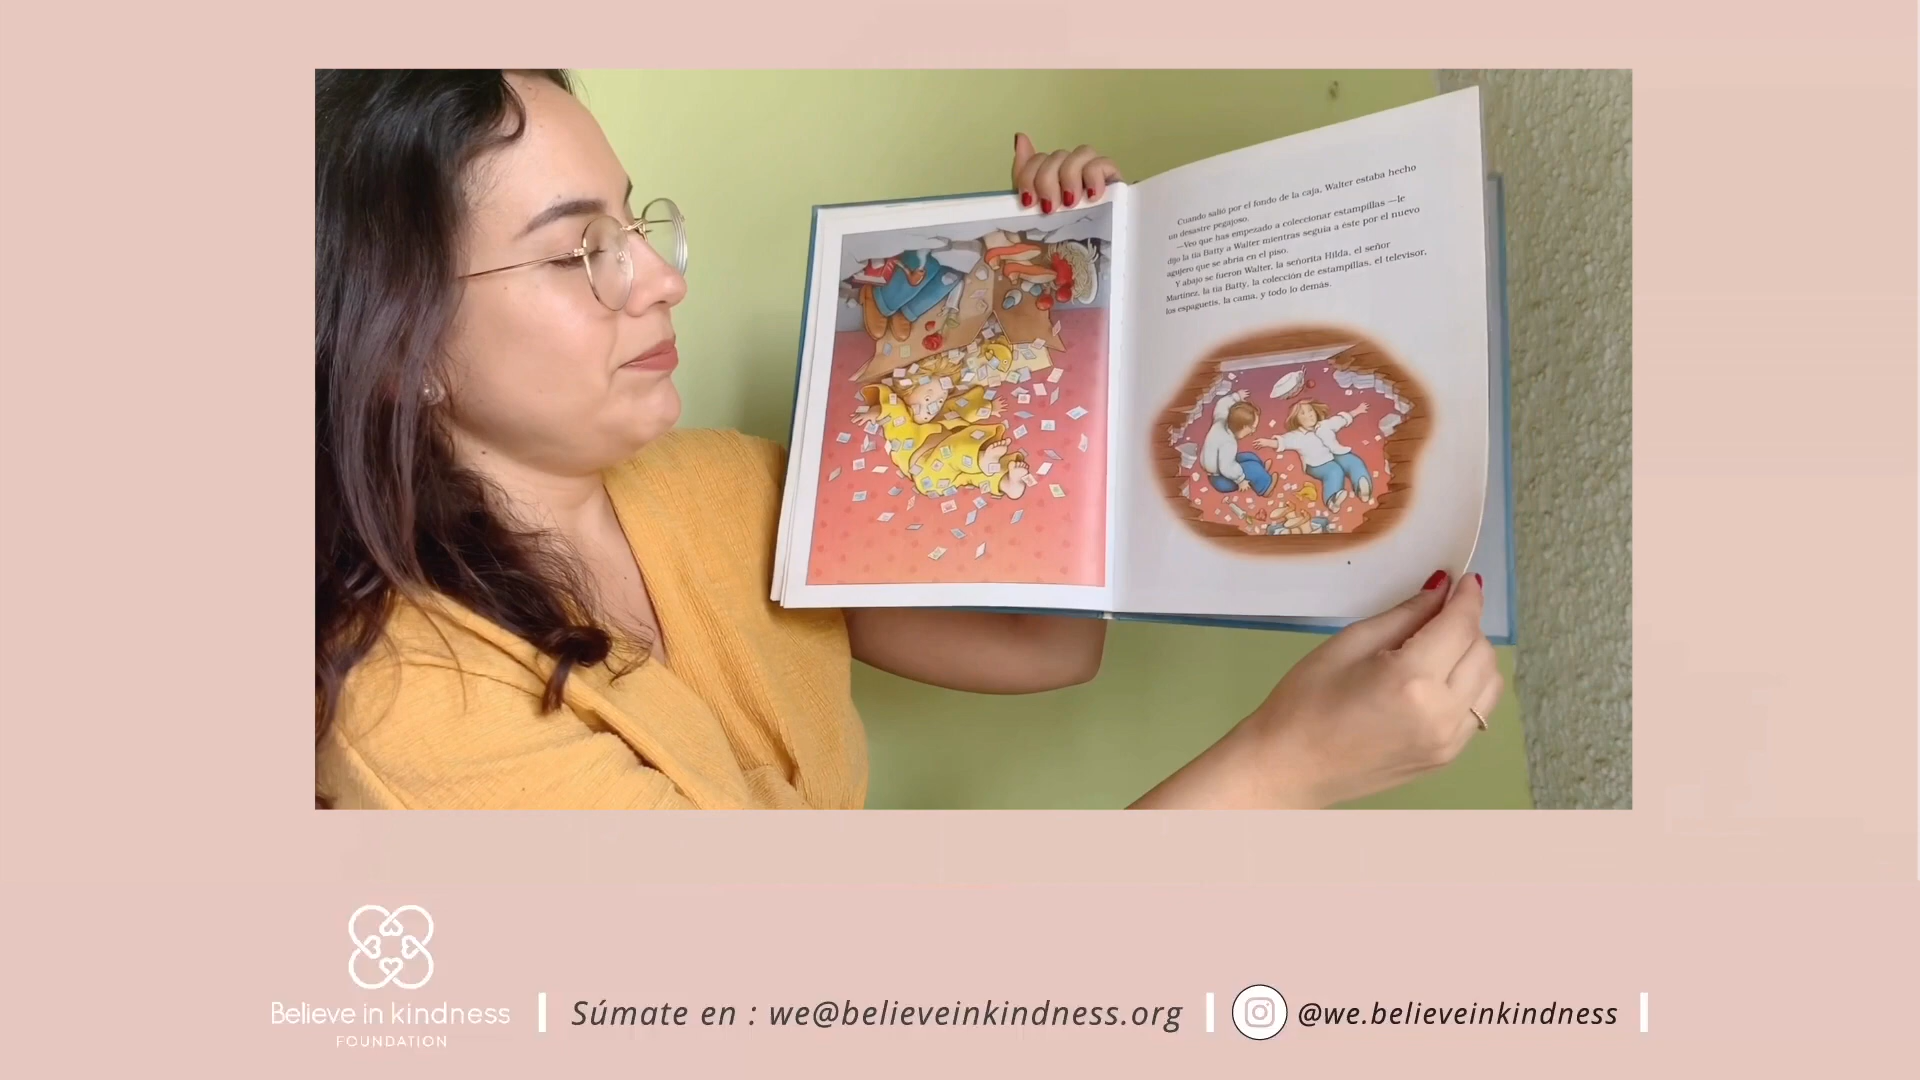 Cuando salió por el fondo de la caja, Walter estaba hecho
un desastre pegajoso.
—Veo que has empezado a coleccionar estampillas —le
dijo la tía Batty a Walter mientras seguía a éste por el nuevo
agujero que se abría en el piso.
Y abajo se fueron Walter, la señorita Hilda, el señor
Martínez, la tía Batty, la colección de estampillas, el televisor,
los espaguetis, la cama, y todo lo demás.
Believe in kindness
FOUNDATION
Súmate en : we@believeinkindness.org
@we.believeinkindness